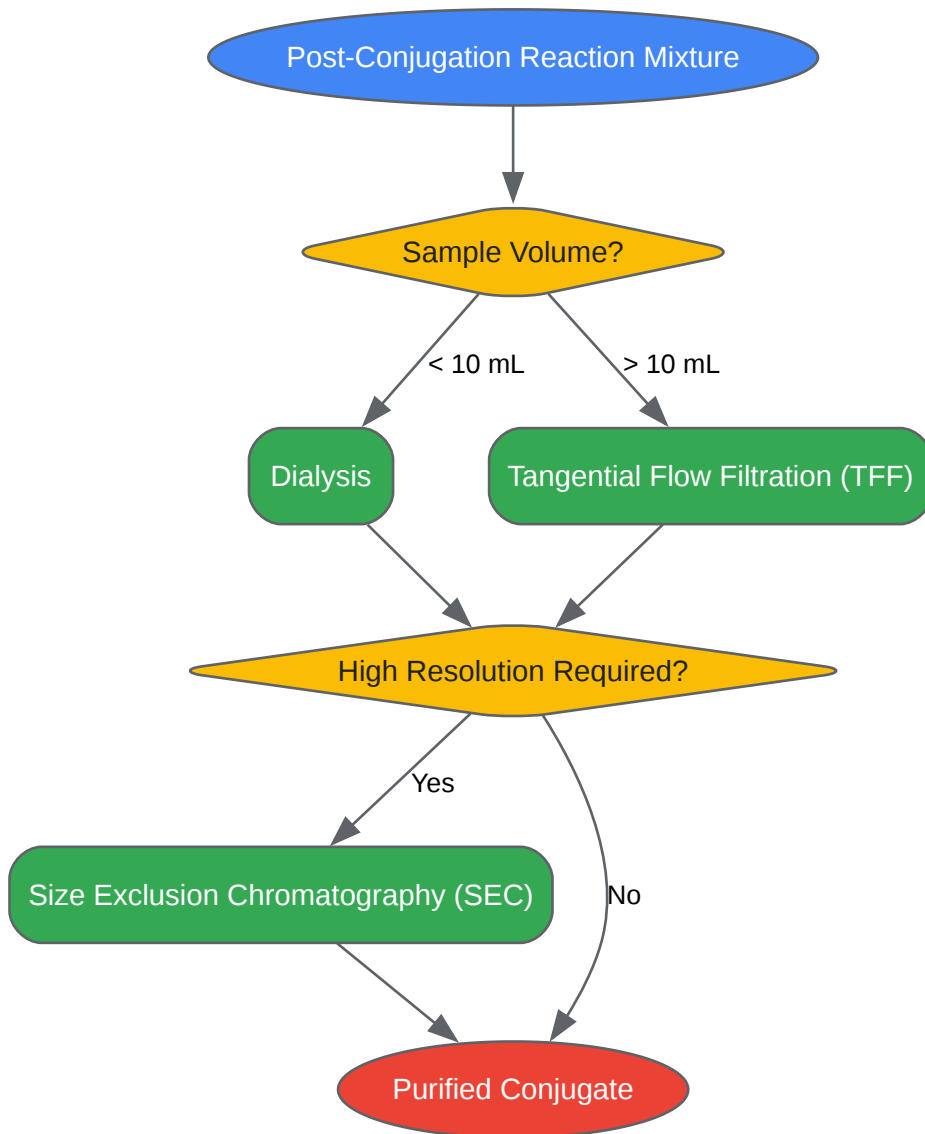 Post-Conjugation Reaction Mixture
Sample Volume?
< 10 mL
> 10 mL
Dialysis
Tangential Flow Filtration (TFF)
High Resolution Required?
Yes
Size Exclusion Chromatography (SEC)
No
Purified Conjugate